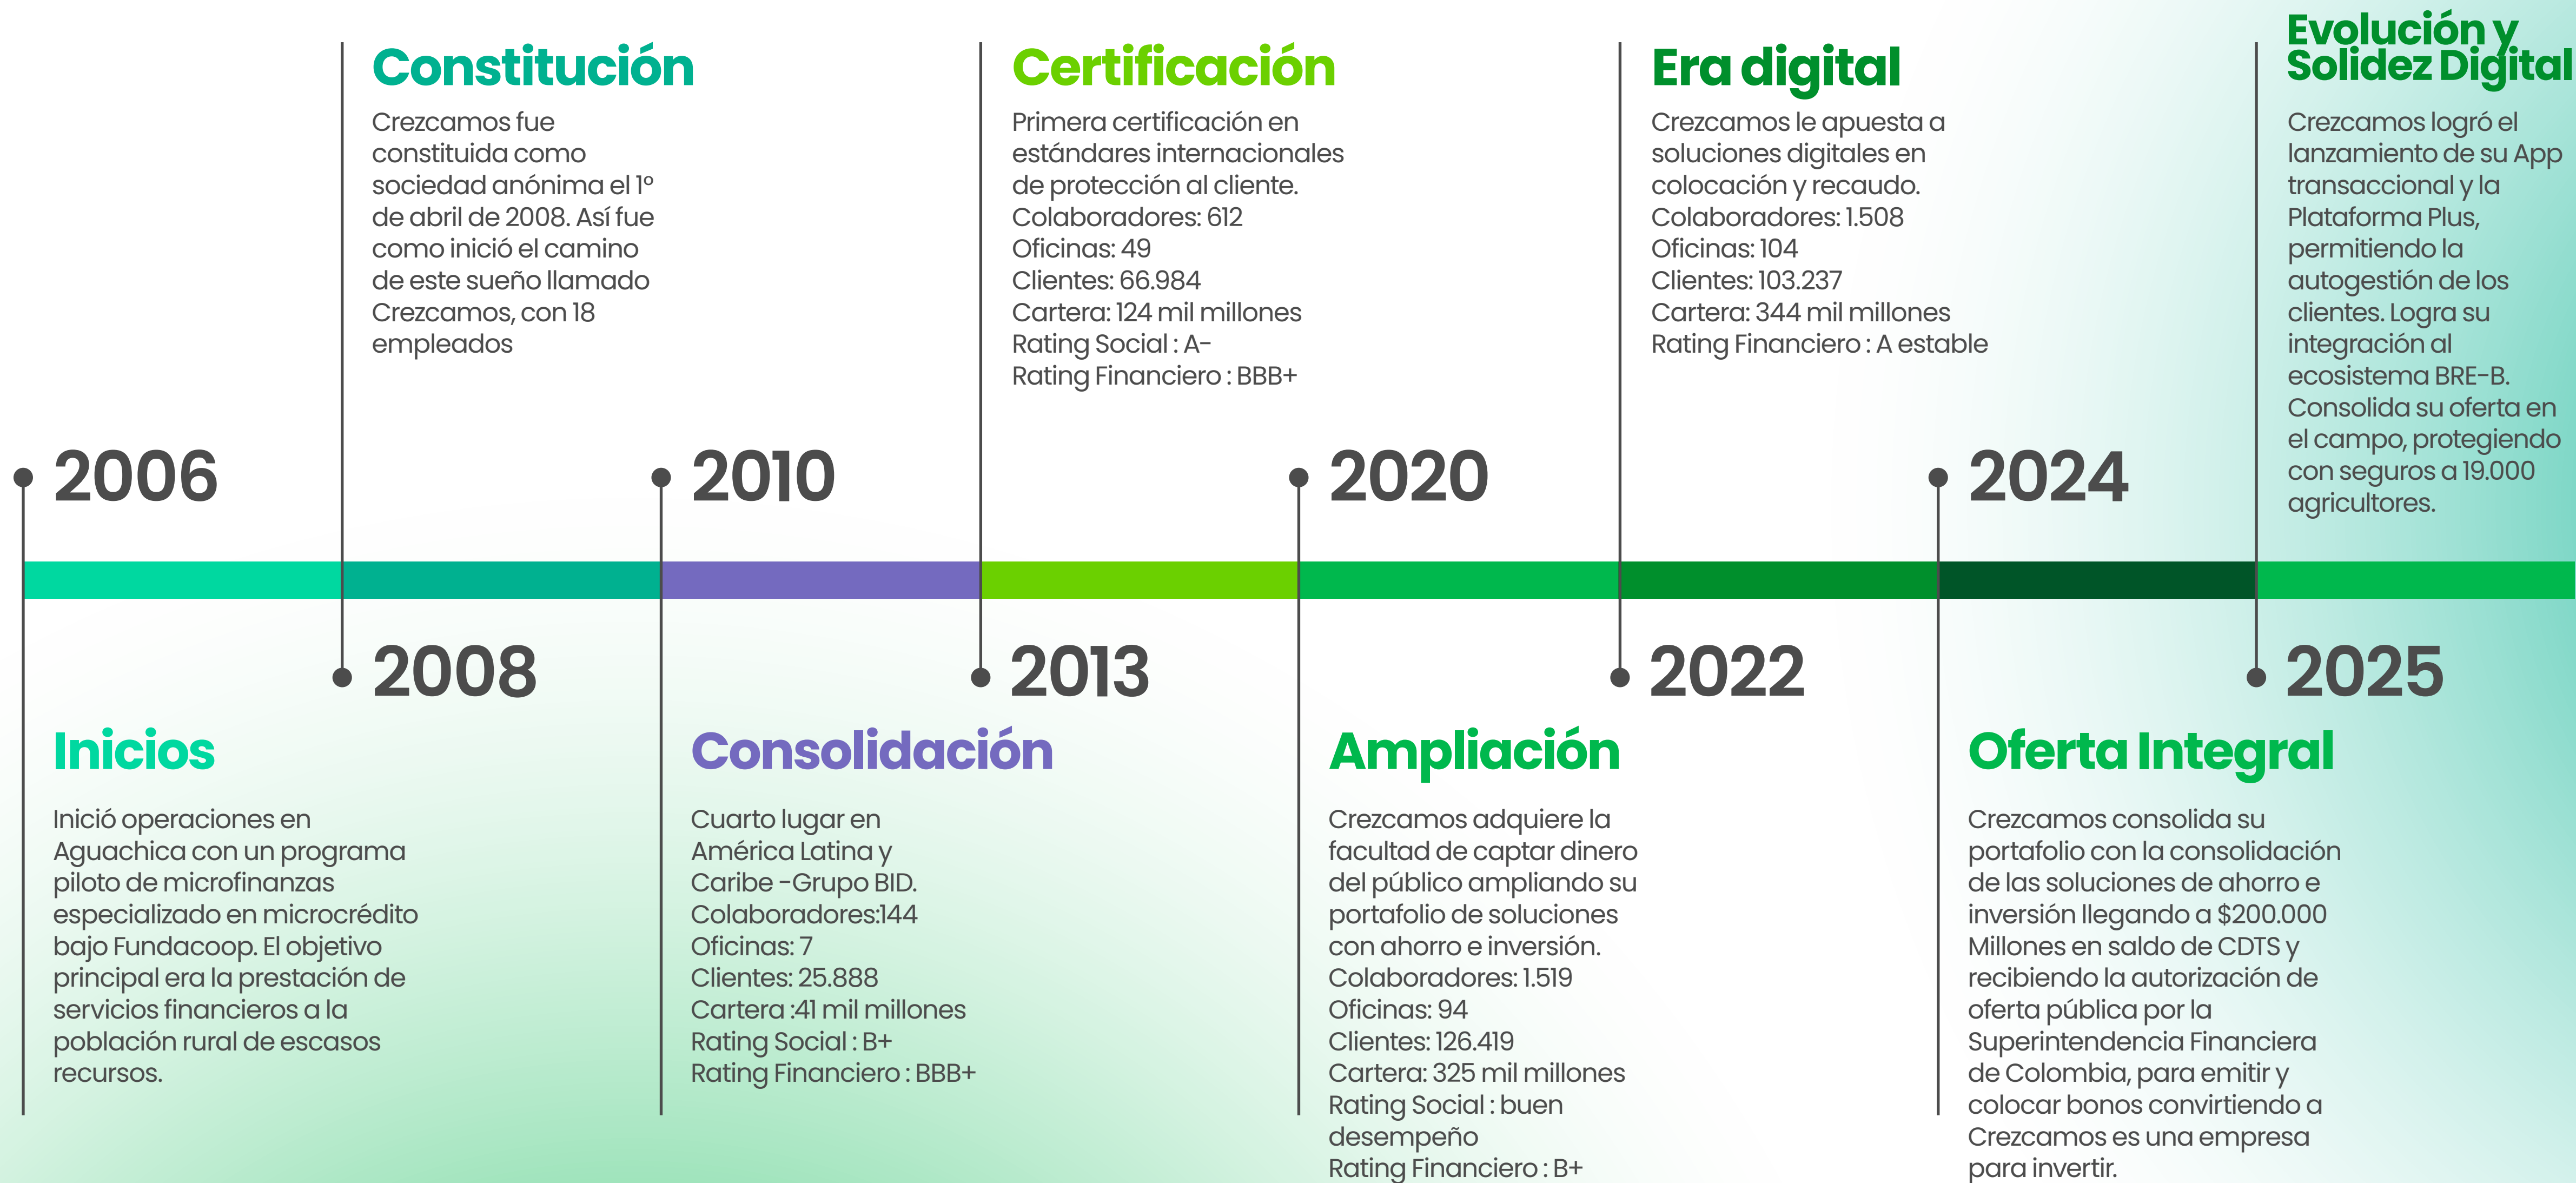 2006
Inicios
Inició operaciones en
Aguachica con un programa
piloto de microfinanzas
especializado en microcrédito
bajo Fundacoop. El objetivo
principal era la prestación de
servicios financieros a la
población rural de escasos
recursos.
Constitución
Crezcamos fue
constituida como
sociedad anónima el 1º
de abril de 2008. Así fue
como inició el camino
de este sueño llamado
Crezcamos, con 18
empleados
2008
2010
Consolidación
Cuarto lugar en
América Latina y
Caribe -Grupo BID.
Colaboradores:144
Oficinas: 7
Clientes: 25.888
Cartera :41 mil millones
Rating Social : B+
Rating Financiero : BBB+
Certificación
Primera certificación en
estándares internacionales
de protección al cliente.
Colaboradores: 612
Oficinas: 49
Clientes: 66.984
Cartera: 124 mil millones
Rating Social : A-
Rating Financiero : BBB+
2013
2020
Ampliación
Crezcamos adquiere la
facultad de captar dinero
del público ampliando su
portafolio de soluciones
con ahorro e inversión.
Colaboradores: 1.519
Oficinas: 94
Clientes: 126.419
Cartera: 325 mil millones
Rating Social : buen
desempeño
Rating Financiero : B+
Era digital
Crezcamos le apuesta a
soluciones digitales en
colocación y recaudo.
Colaboradores: 1.508
Oficinas: 104
Clientes: 103.237
Cartera: 344 mil millones
Rating Financiero : A estable
2022
2024
Oferta Integral
Crezcamos consolida su
portafolio con la consolidación
de las soluciones de ahorro e
inversión llegando a $200.000
Millones en saldo de CDTS y
recibiendo la autorización de
oferta pública por la
Superintendencia Financiera
de Colombia, para emitir y
colocar bonos convirtiendo a
Crezcamos es una empresa
para invertir.
Evolución y
Solidez Digital
Crezcamos logró el
lanzamiento de su App
transaccional y la
Plataforma Plus,
permitiendo la
autogestión de los
clientes. Logra su
integración al
ecosistema BRE-B.
Consolida su oferta en
el campo, protegiendo
con seguros a 19.000
agricultores.
2025